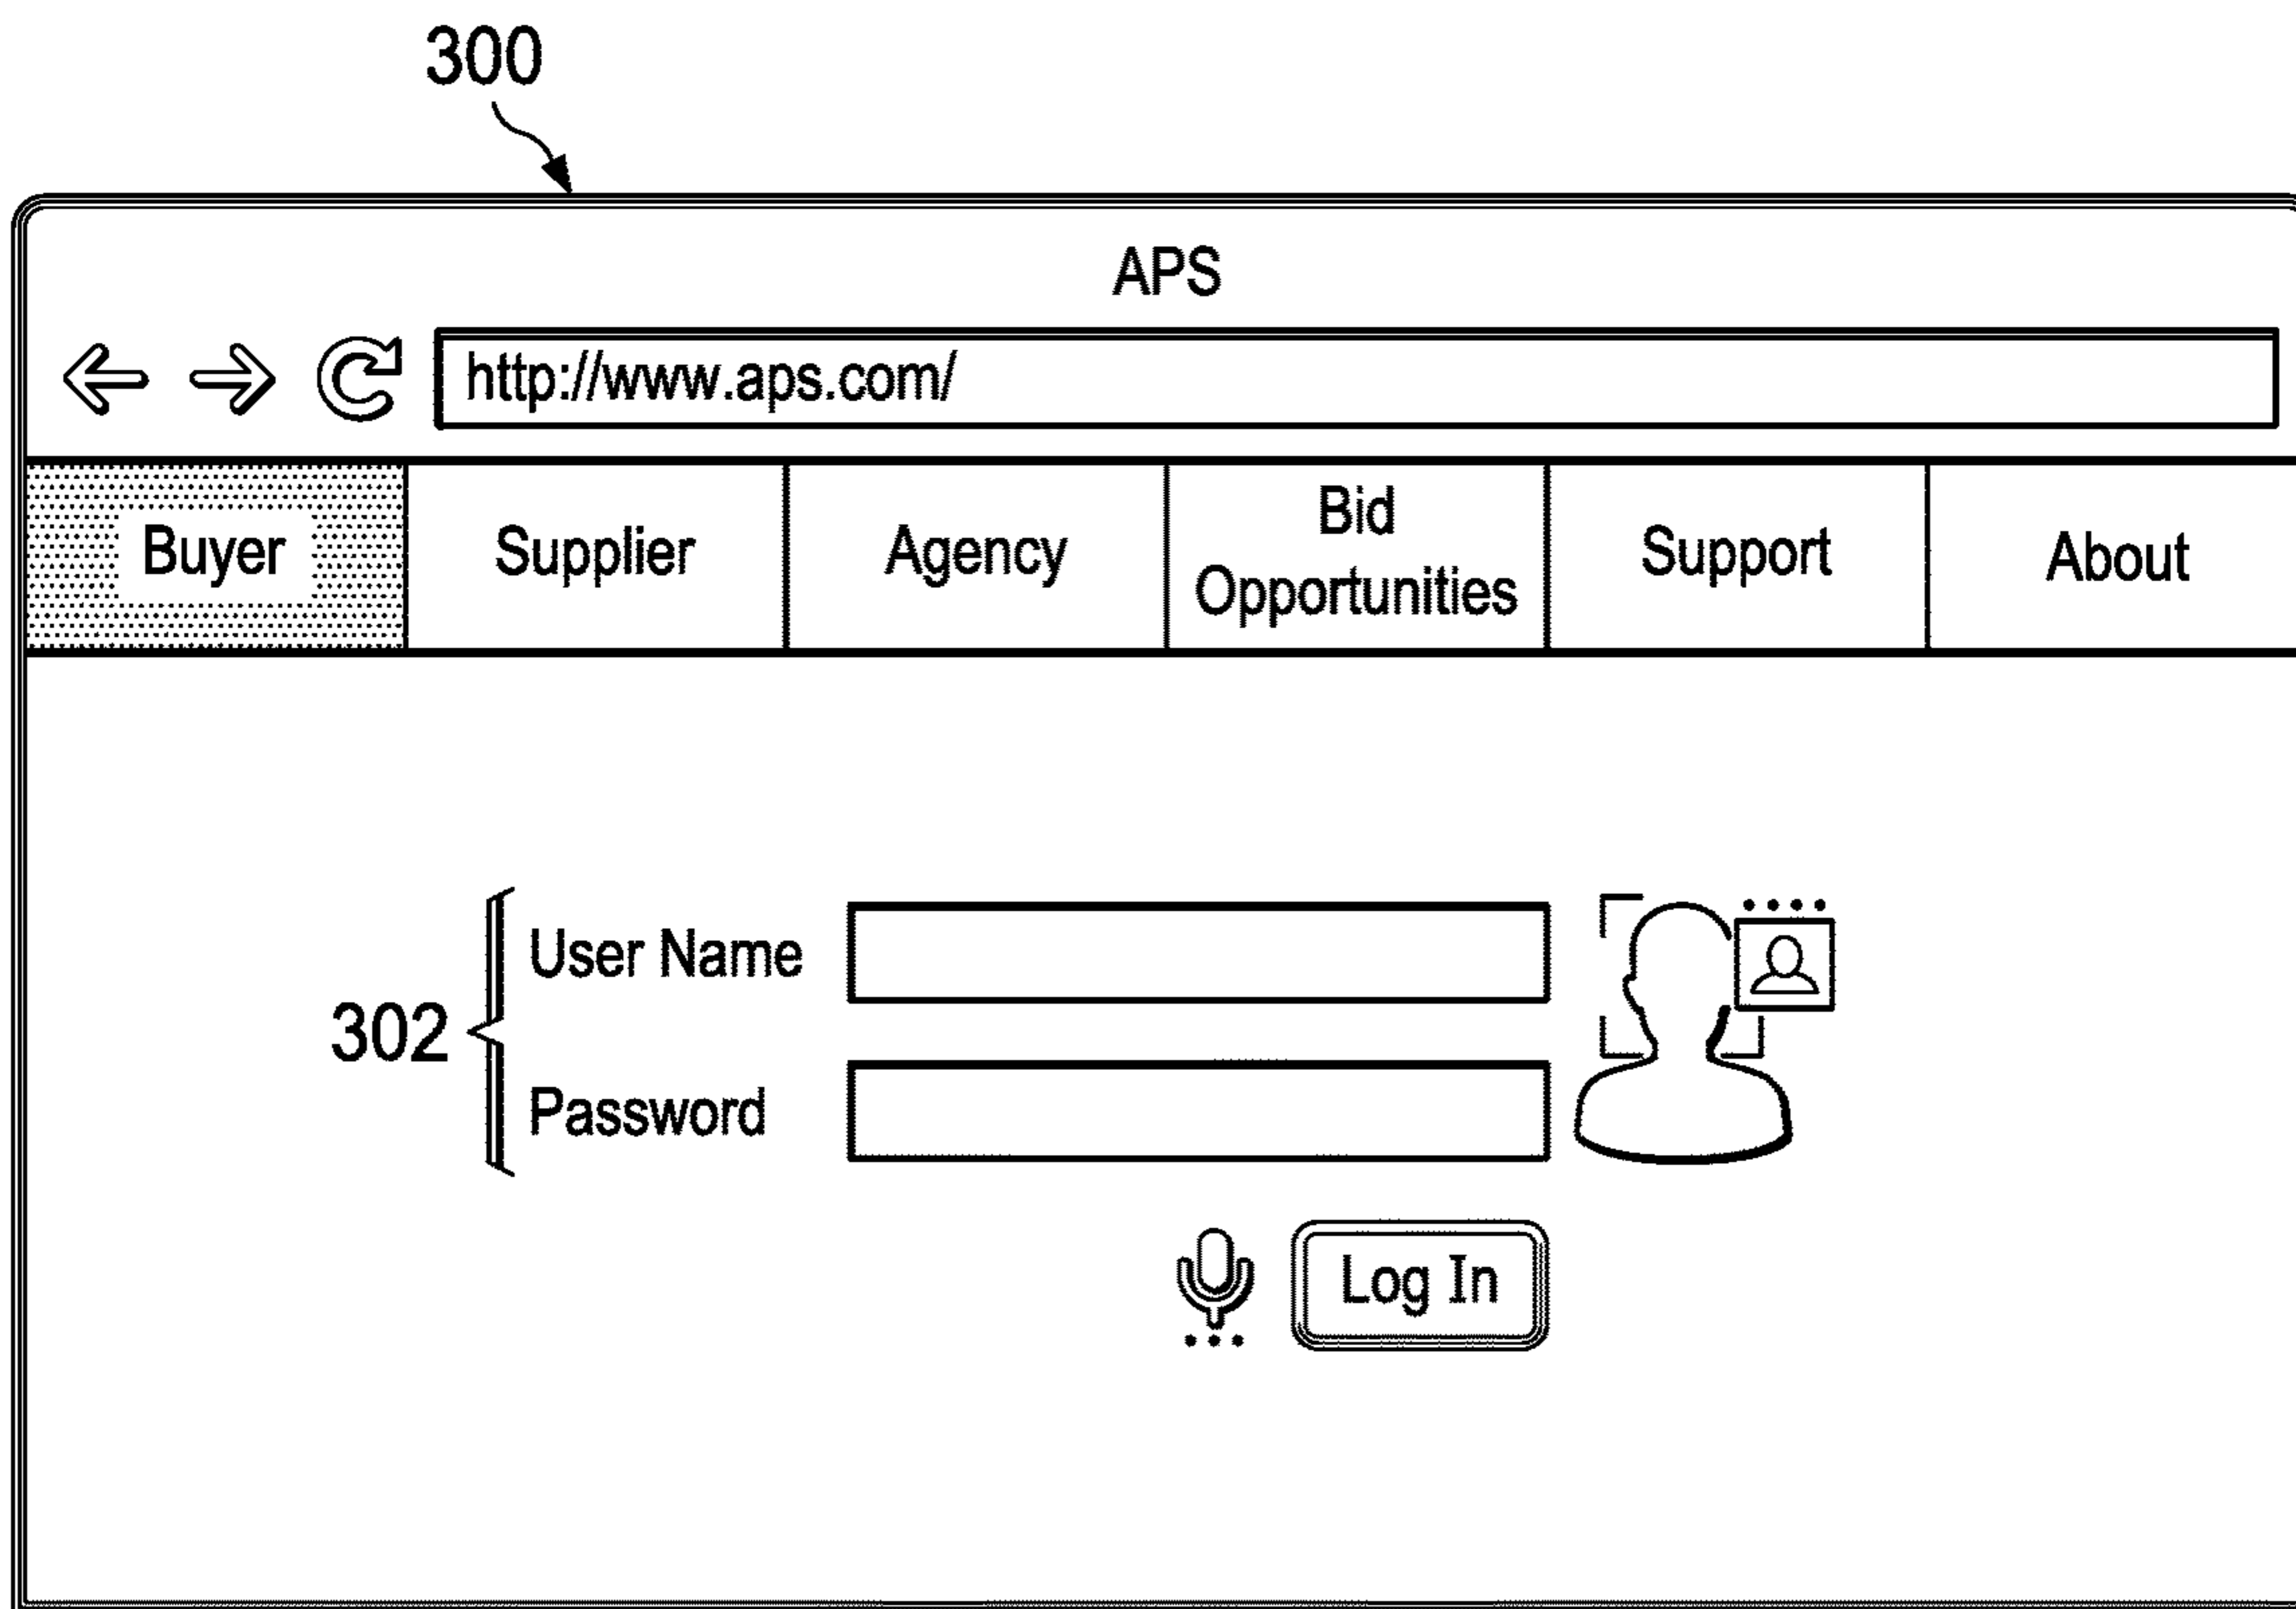 300
APS
http://www.aps.com/
Buyer
Supplier
Agency
Bid
Opportunities
Support
About
302
User Name
Password
Log In